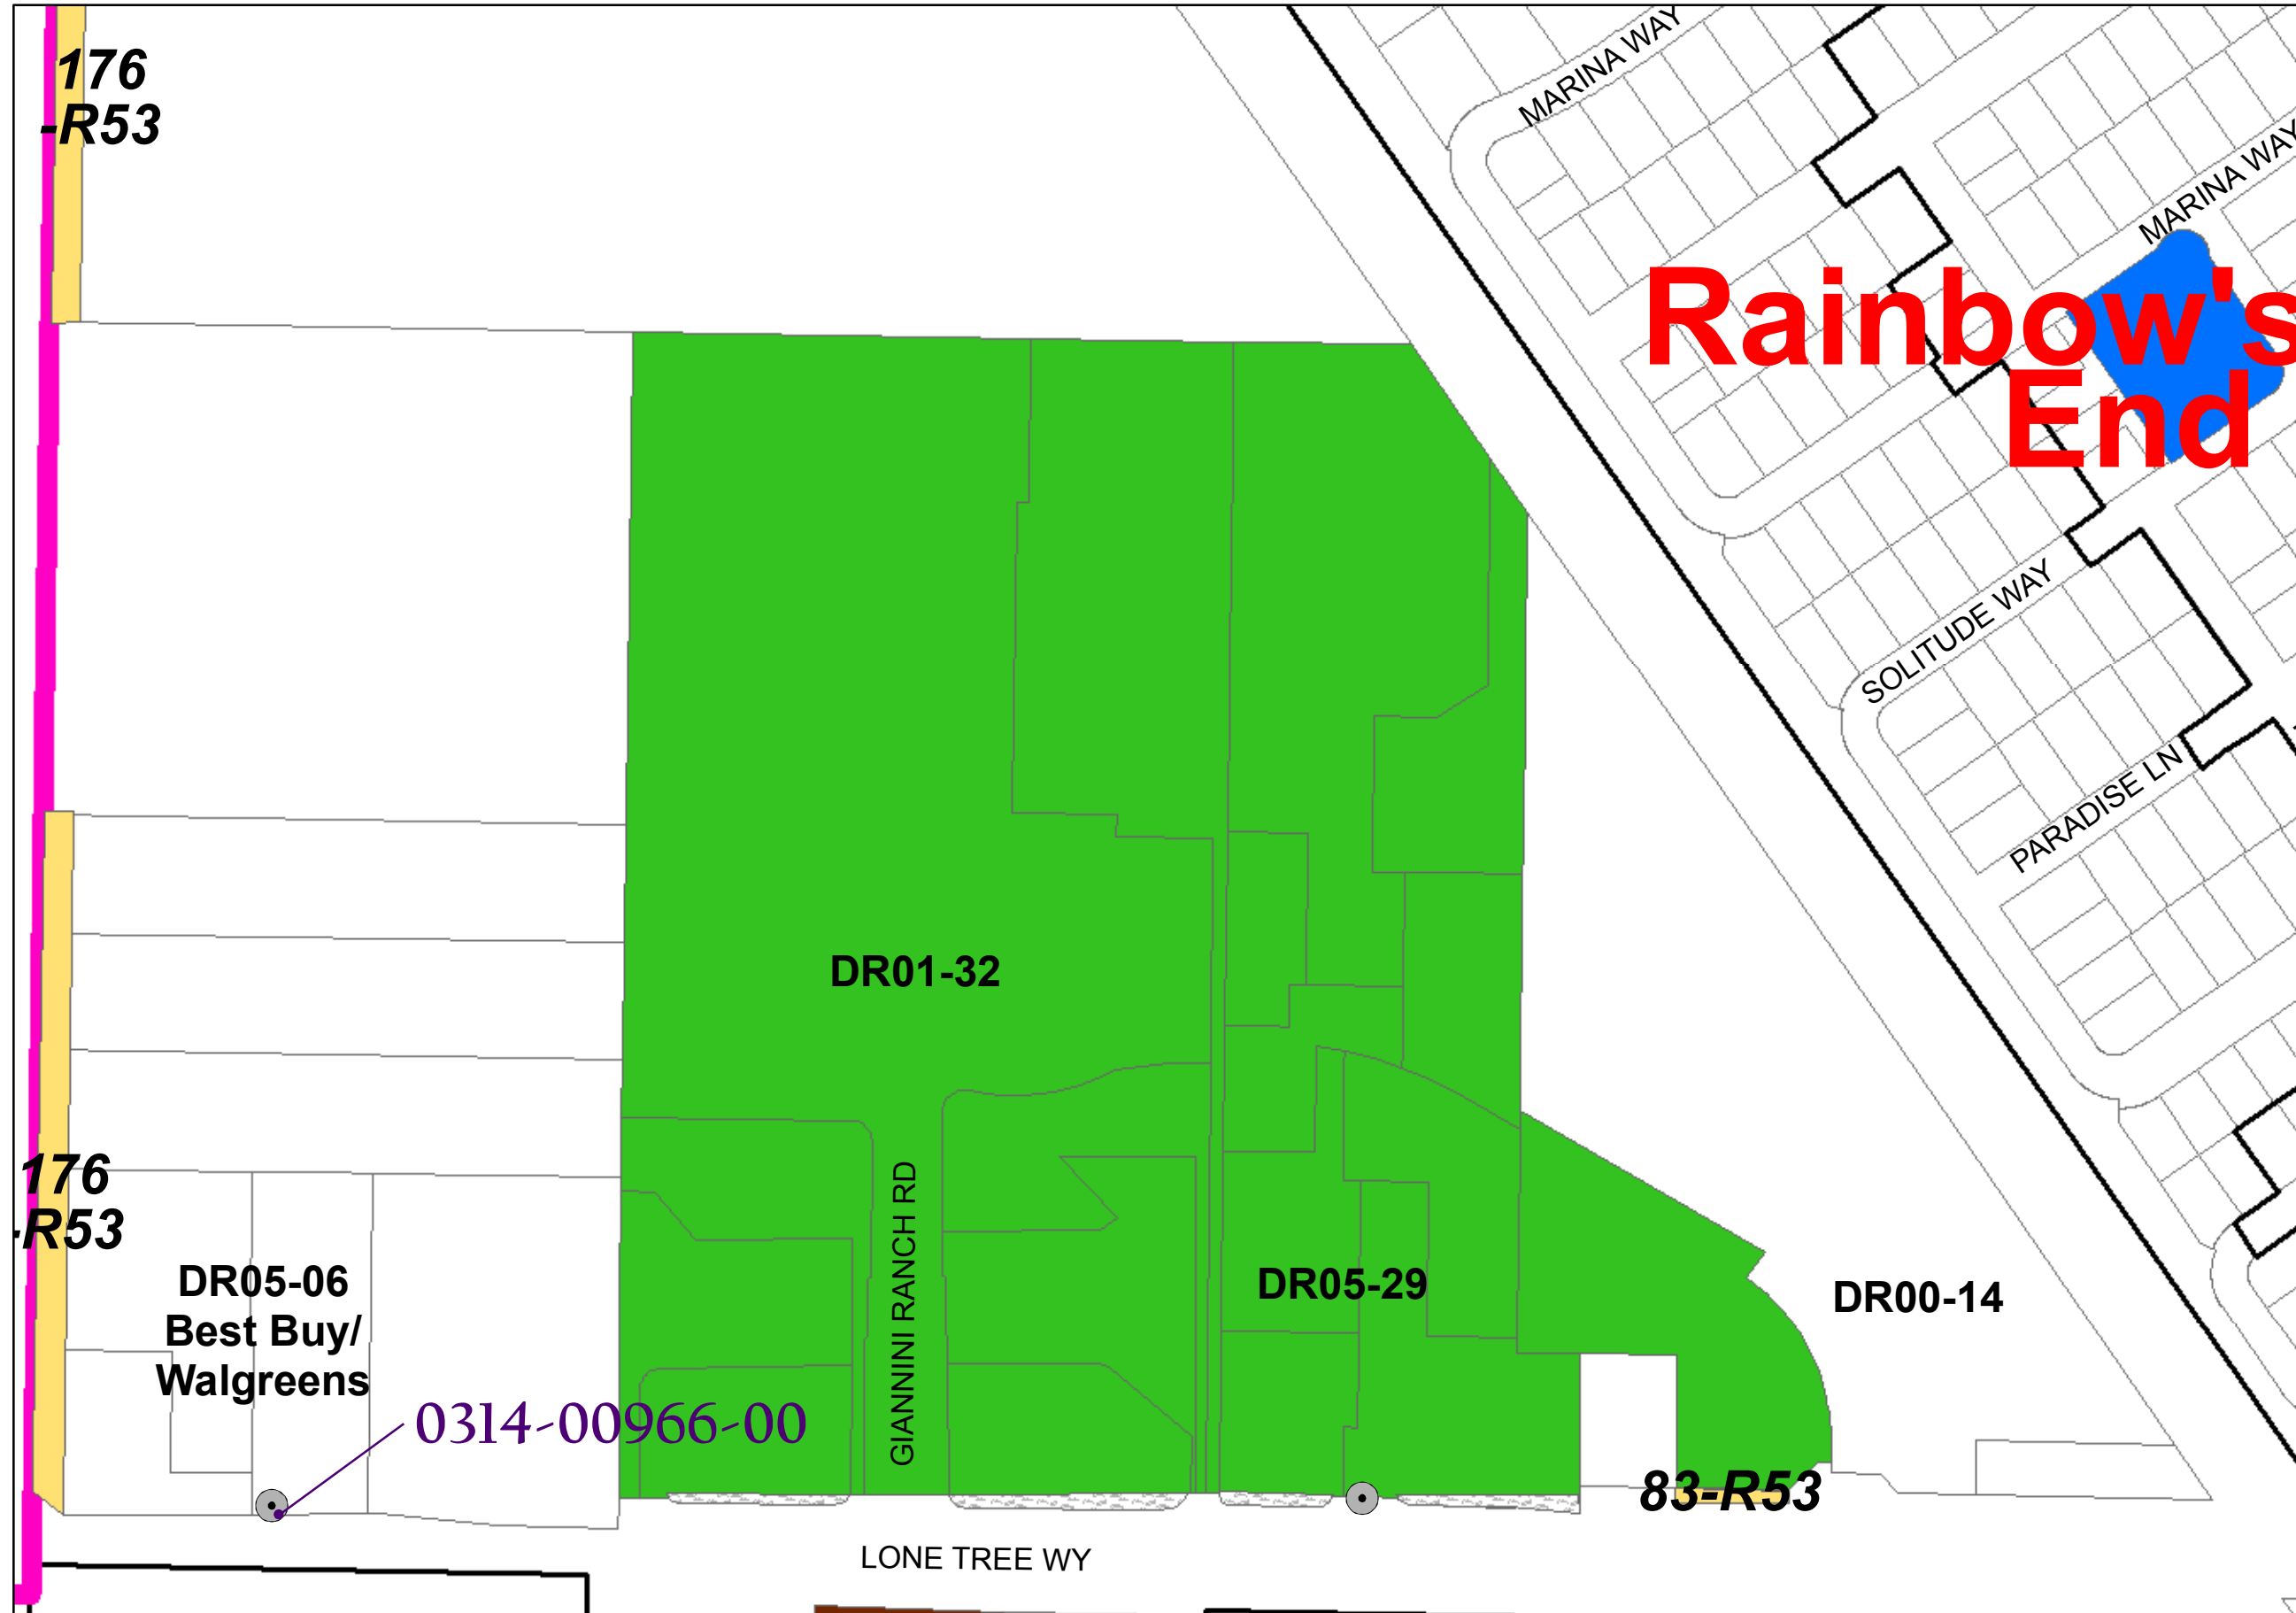 176
-R53
MARINA WAY
MARINA WAY
Rainbow's
End
SOLITUDE WAY
PARADISE LN
DR01-32
176
-R53
DR05-06
Best Buy/
Walgreens
GIANNINI RANCH RD
DR05-29
DR00-14
0314-00966-00
83-R53
LONE TREE WY